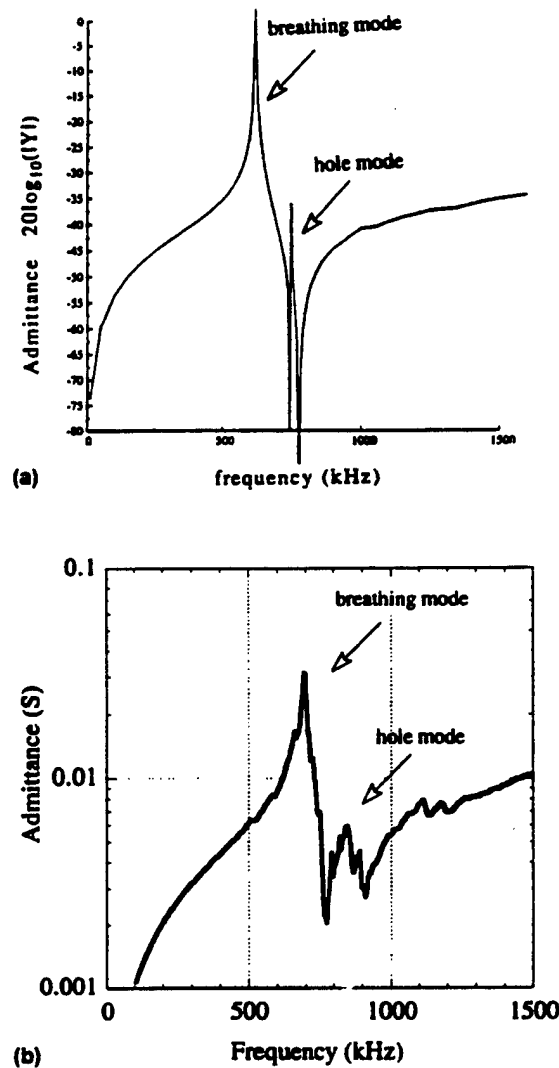 breathing mode
hole mode
Admittance 20log10(|Y|)
0
-5
-10
-15
-20
-25
-30
-35
-40
-45
-50
-55
-60
-65
-70
-75
-80
0
500
1000
1500
frequency (kHz)
(a)
0.1
breathing mode
hole mode
Admittance (S)
0.01
0.001
0
500
1000
1500
Frequency (kHz)
(b)